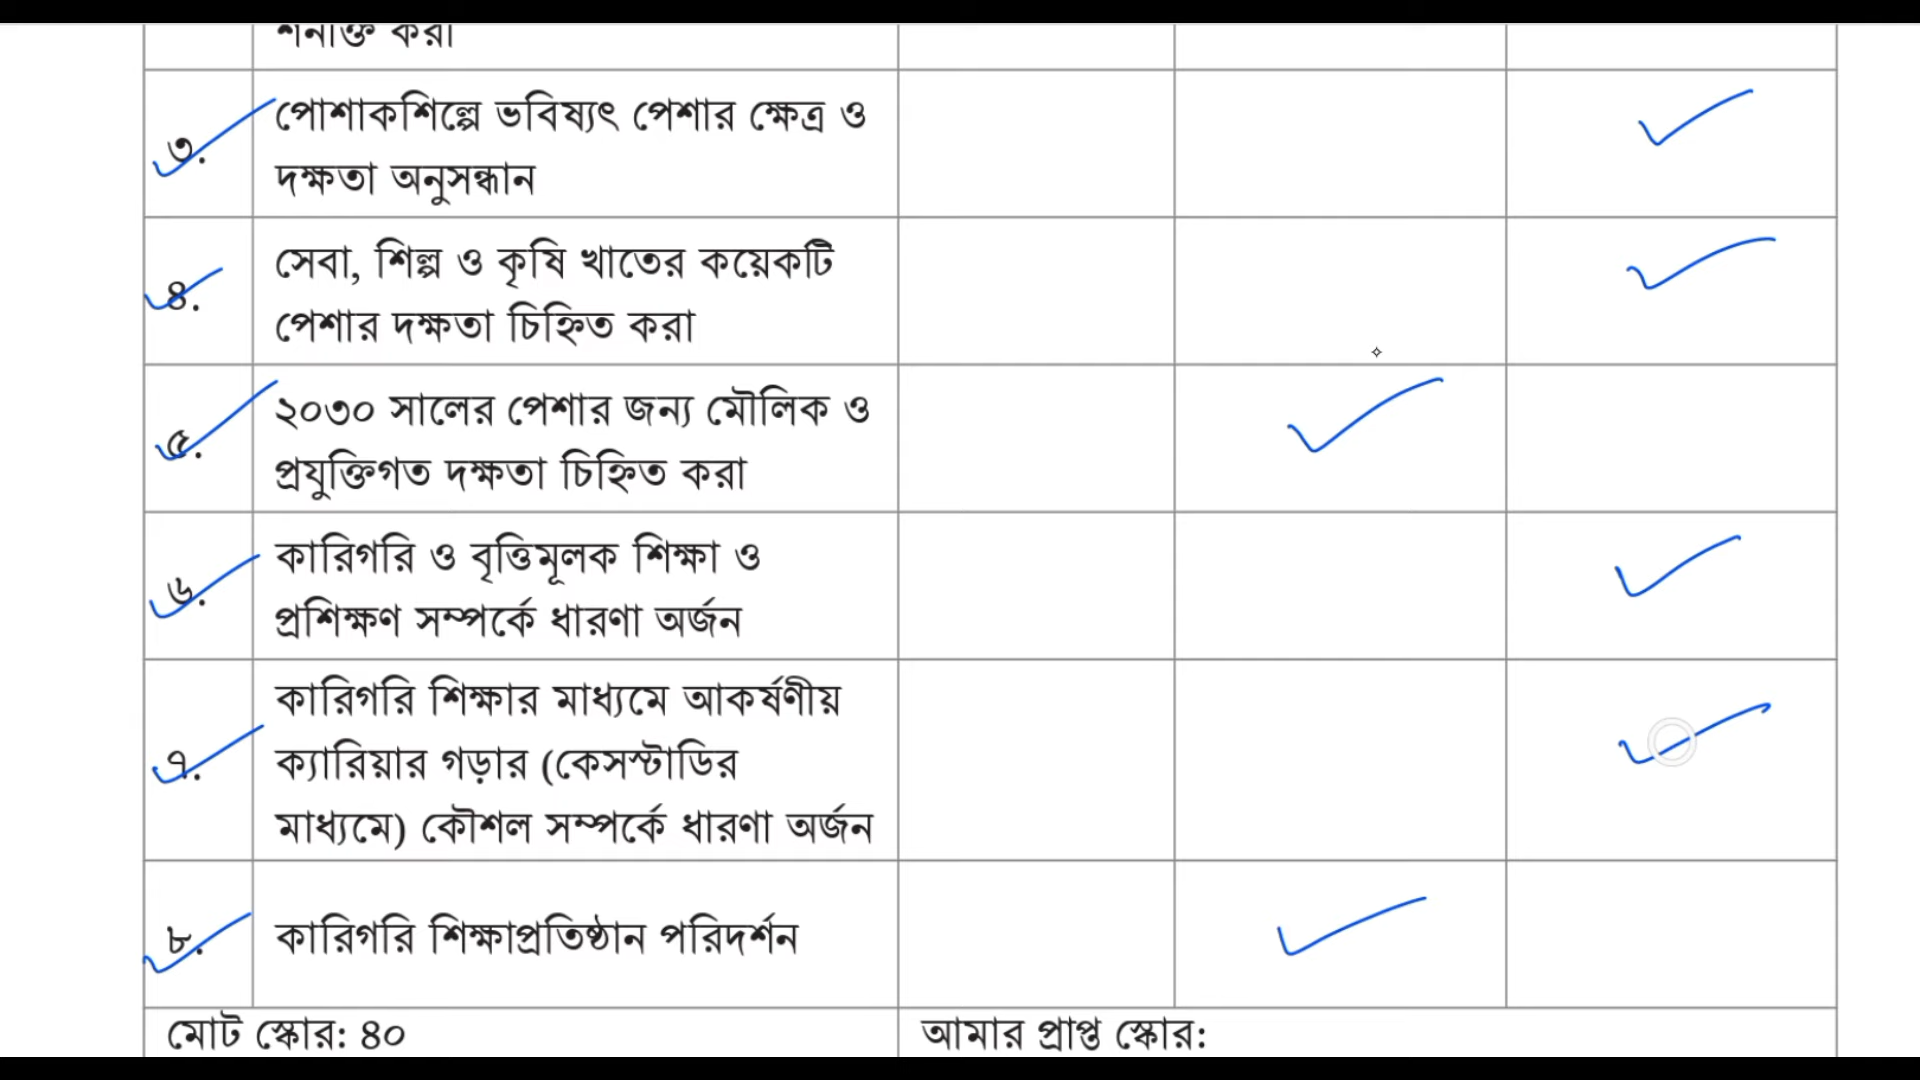 শনাক্ত করা
৩.
পোশাকশিল্পে ভবিষ্যৎ পেশার ক্ষেত্র ও
দক্ষতা অনুসন্ধান
৪.
সেবা, শিল্প ও কৃষি খাতের কয়েকটি
পেশার দক্ষতা চিহ্নিত করা
৫.
২০৩০ সালের পেশার জন্য মৌলিক ও
প্রযুক্তিগত দক্ষতা চিহ্নিত করা
৬.
কারিগরি ও বৃত্তিমূলক শিক্ষা ও
প্রশিক্ষণ সম্পর্কে ধারণা অর্জন
৭.
কারিগরি শিক্ষার মাধ্যমে আকর্ষণীয়
ক্যারিয়ার গড়ার (কেসস্টাডির
মাধ্যমে) কৌশল সম্পর্কে ধারণা অর্জন
৮.
কারিগরি শিক্ষাপ্রতিষ্ঠান পরিদর্শন
মোট স্কোর: ৪০
আমার প্রাপ্ত স্কোর: